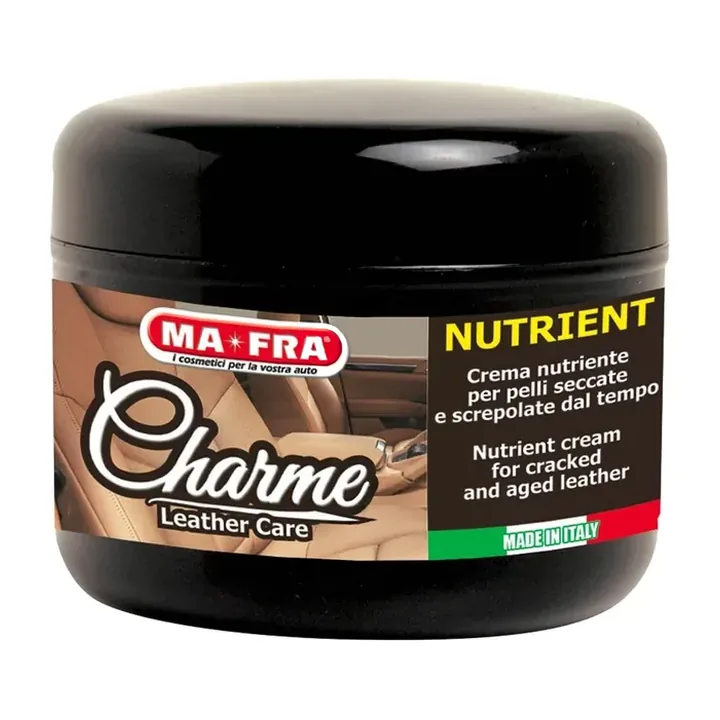 MA★FRA
i cosmetici per la vostra auto
Charme
Leather Care
NUTRIENT
Crema nutriente
per pelli seccate
e screpolate dal tempo
Nutrient cream
for cracked
and aged leather
MADE IN ITALY